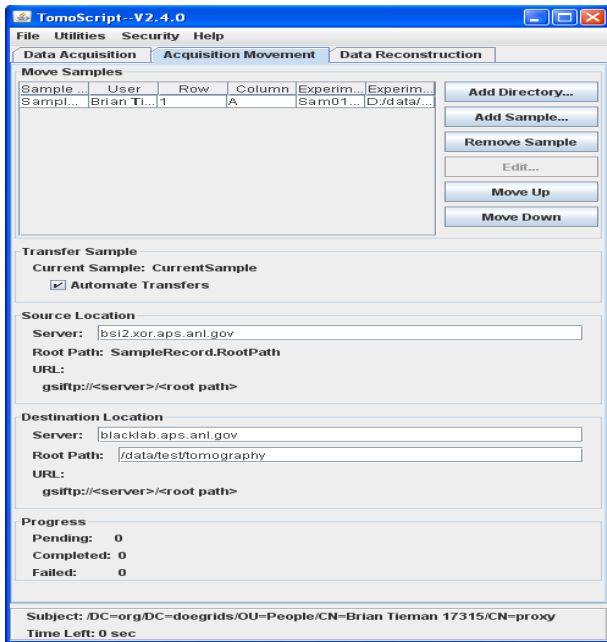 TomoScript--V2.4.0
File Utilities Security Help
Data Acquisition Acquisition Movement Data Reconstruction
Move Samples
Sample ... User Row Column Experim... Experim...
Sampl... Brian Ti... 1 A Sam01... D:/data/...
Add Directory...
Add Sample...
Remove Sample
Edit...
Move Up
Move Down
Transfer Sample
Current Sample: CurrentSample
Automate Transfers
Source Location
Server: bsi2.xor.aps.anl.gov
Root Path: SampleRecord.RootPath
URL:
gsiftp://<server>/<root path>
Destination Location
Server: blacklab.aps.anl.gov
Root Path: /data/test/tomography
URL:
gsiftp://<server>/<root path>
Progress
Pending: 0
Completed: 0
Failed: 0
Subject: /DC=org/DC=doegrids/OU=People/CN=Brian Tieman 17315/CN=proxy
Time Left: 0 sec